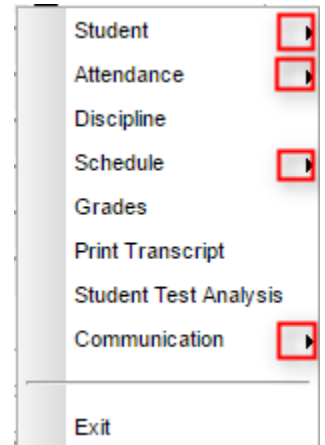 Student
Attendance
Discipline
Schedule
Grades
Print Transcript
Student Test Analysis
Communication
Exit